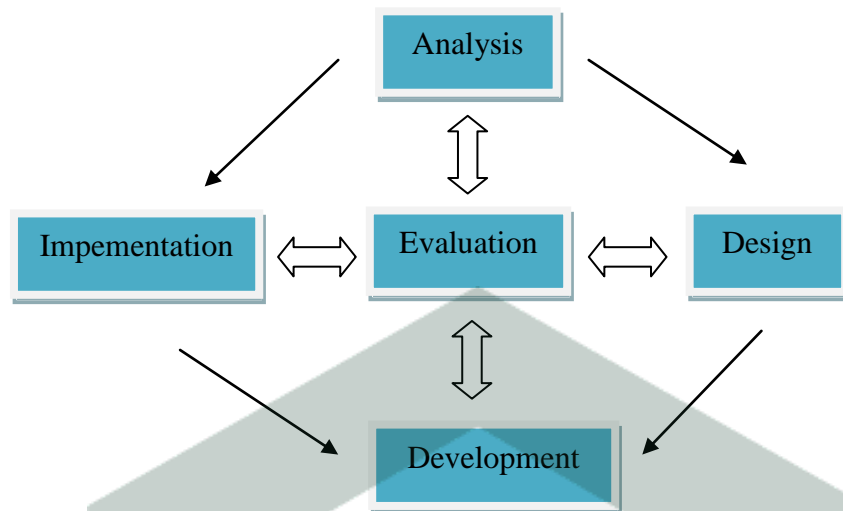 Analysis
Impementation
Evaluation
Design
Development